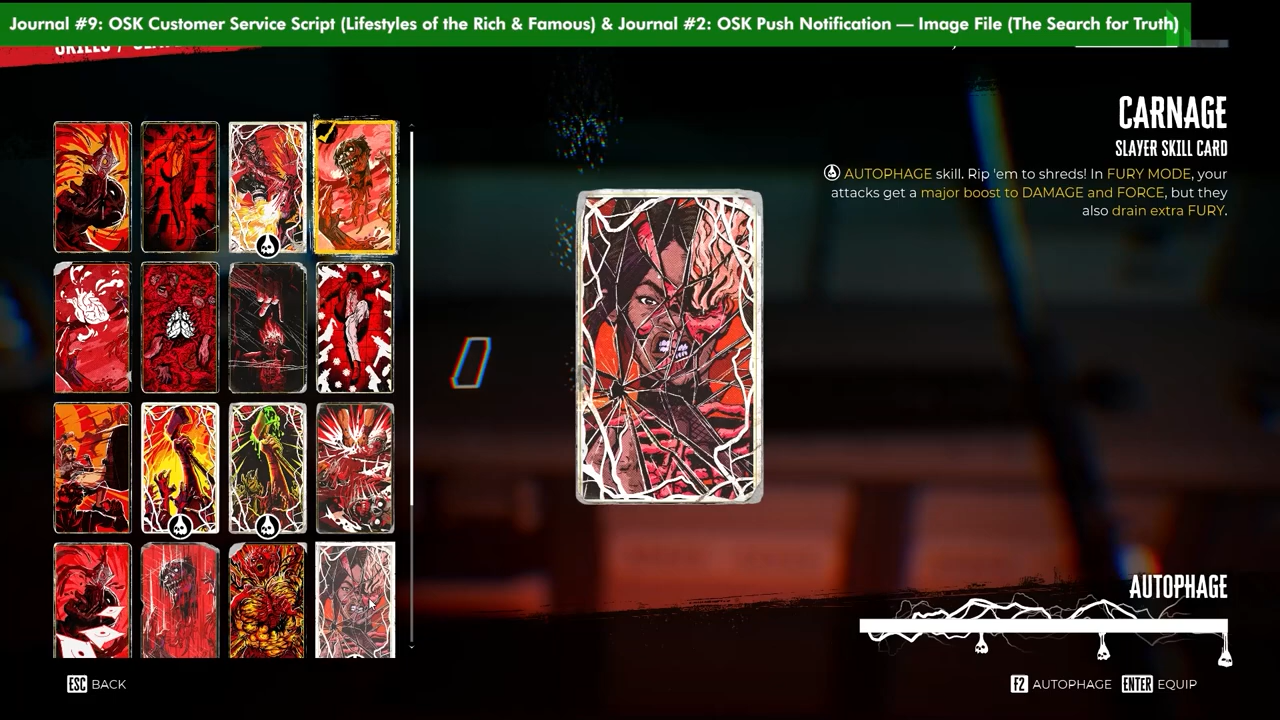 Journal #9: OSK Customer Service Script (Lifestyles of the Rich & Famous) & Journal #2: OSK Push Notification — Image File (The Search for Truth)
CARNAGE
SLAYER SKILL CARD
AUTOPHAGE skill. Rip 'em to shreds! In FURY MODE, your
attacks get a major boost to DAMAGE and FORCE, but they
also drain extra FURY.
AUTOPHAGE
ESC BACK
F2 AUTOPHAGE ENTER EQUIP